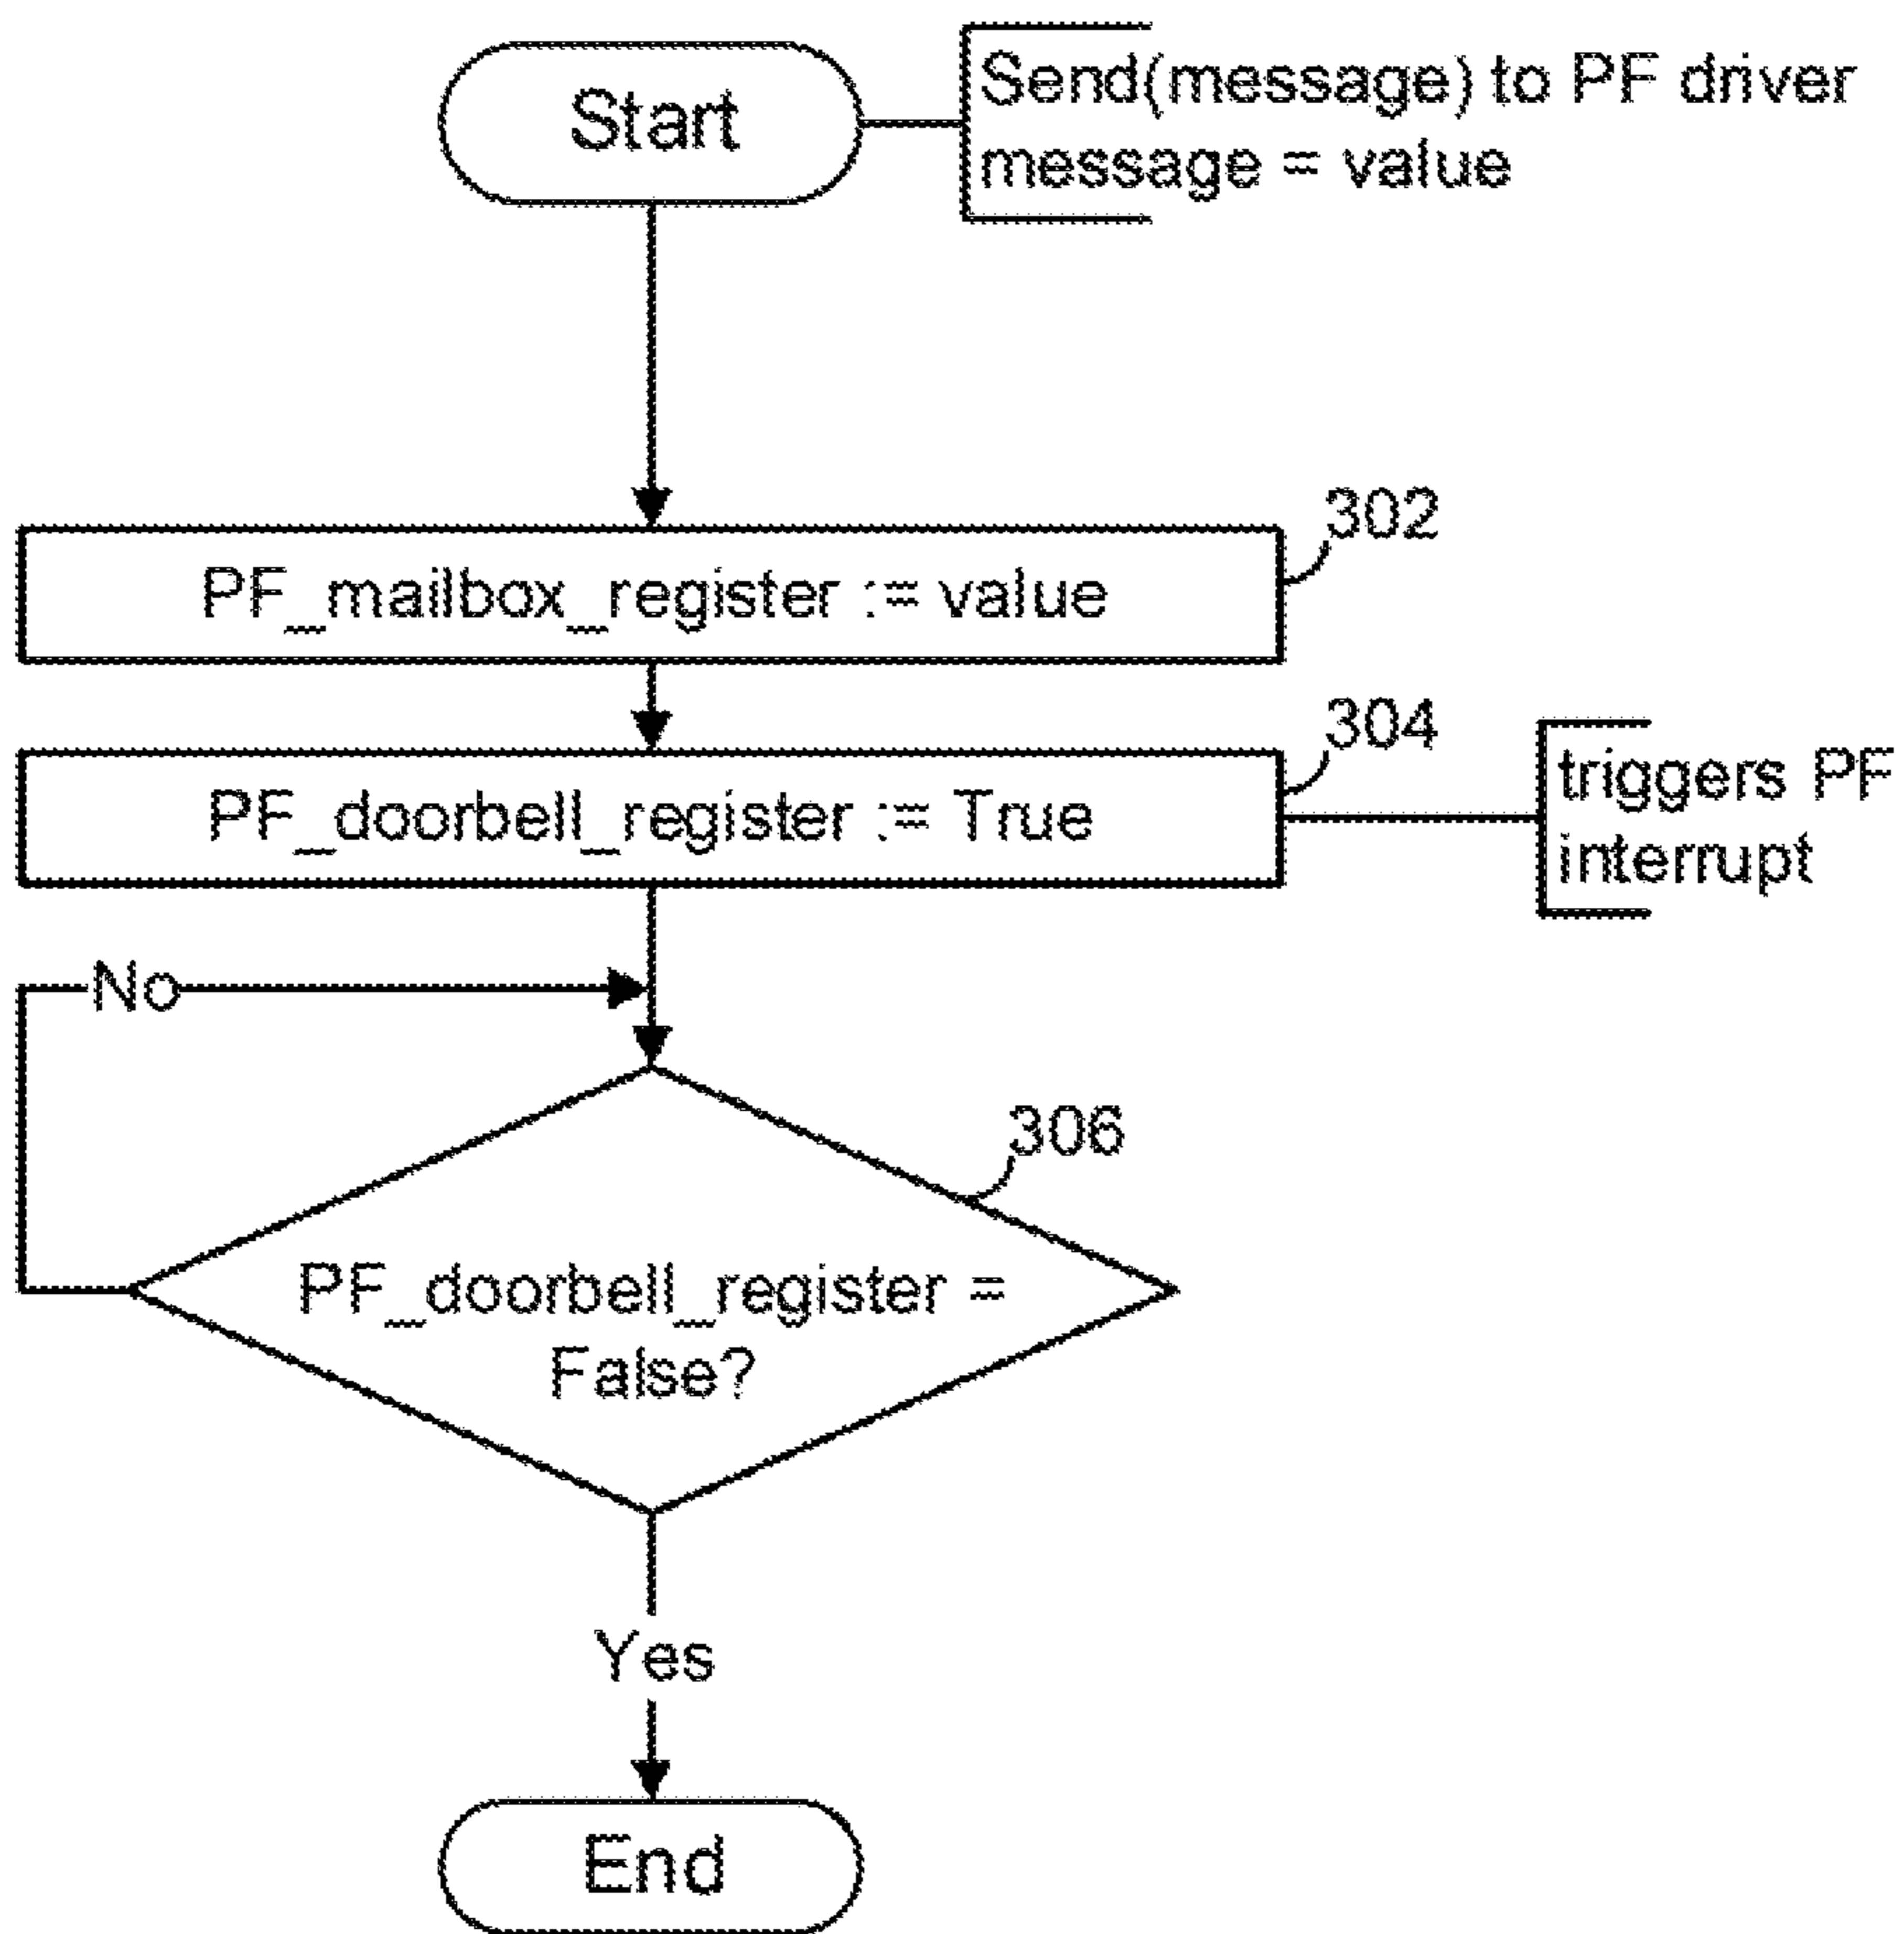 Start
Send(message) to PF driver
message = value
302
PF_mailbox_register := value
304
PF_doorbell_register := True
triggers PF
interrupt
No
306
PF_doorbell_register =
False?
Yes
End